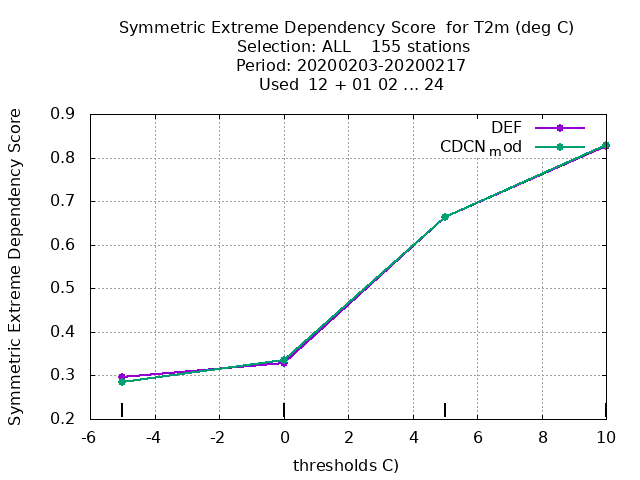 Symmetric Extreme Dependency Score  for T2m (deg C)
Selection: ALL    155 stations
Period: 20200203-20200217
Used  12 + 01 02 ... 24
Symmetric Extreme Dependency Score
0.9
0.8
0.7
0.6
0.5
0.4
0.3
0.2
DEF
CDCNmod
-6 -4 -2 0 2 4 6 8 10
thresholds C)